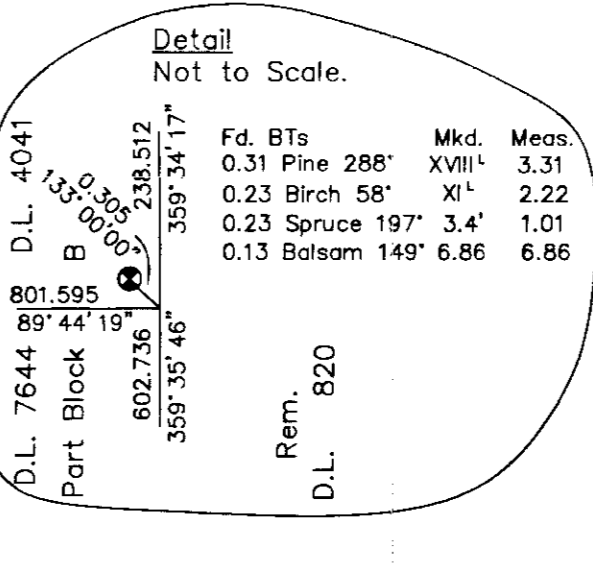 Detail
Not to Scale.
Fd. BTs Mkd. Meas.
0.31 Pine 288° XVIIIᴸ 3.31
0.23 Birch 58° XIᴸ 2.22
0.23 Spruce 197° 3.4' 1.01
0.13 Balsam 149° 6.86 6.86
D.L. 4041
0.305
133°00'00"
238.512
359°34'17"
801.595
89°44'19"
602.736
359°35'46"
D.L. 7644
Part Block B
Rem.
D.L. 820